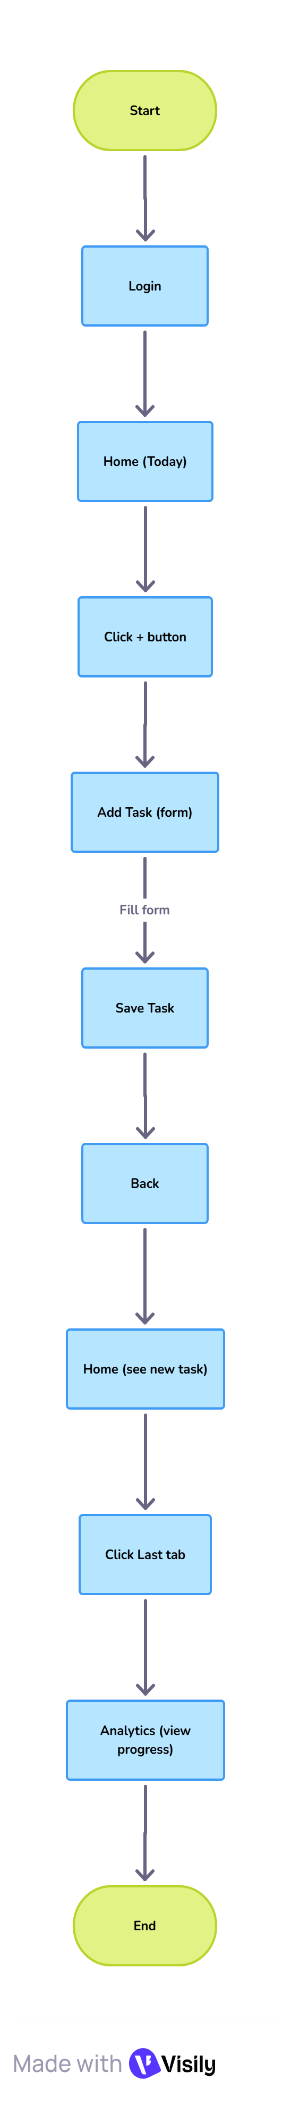 Start
Login
Home (Today)
Click + button
Add Task (form)
Fill form
Save Task
Back
Home (see new task)
Click Last tab
Analytics (view
progress)
End
Made with Visily